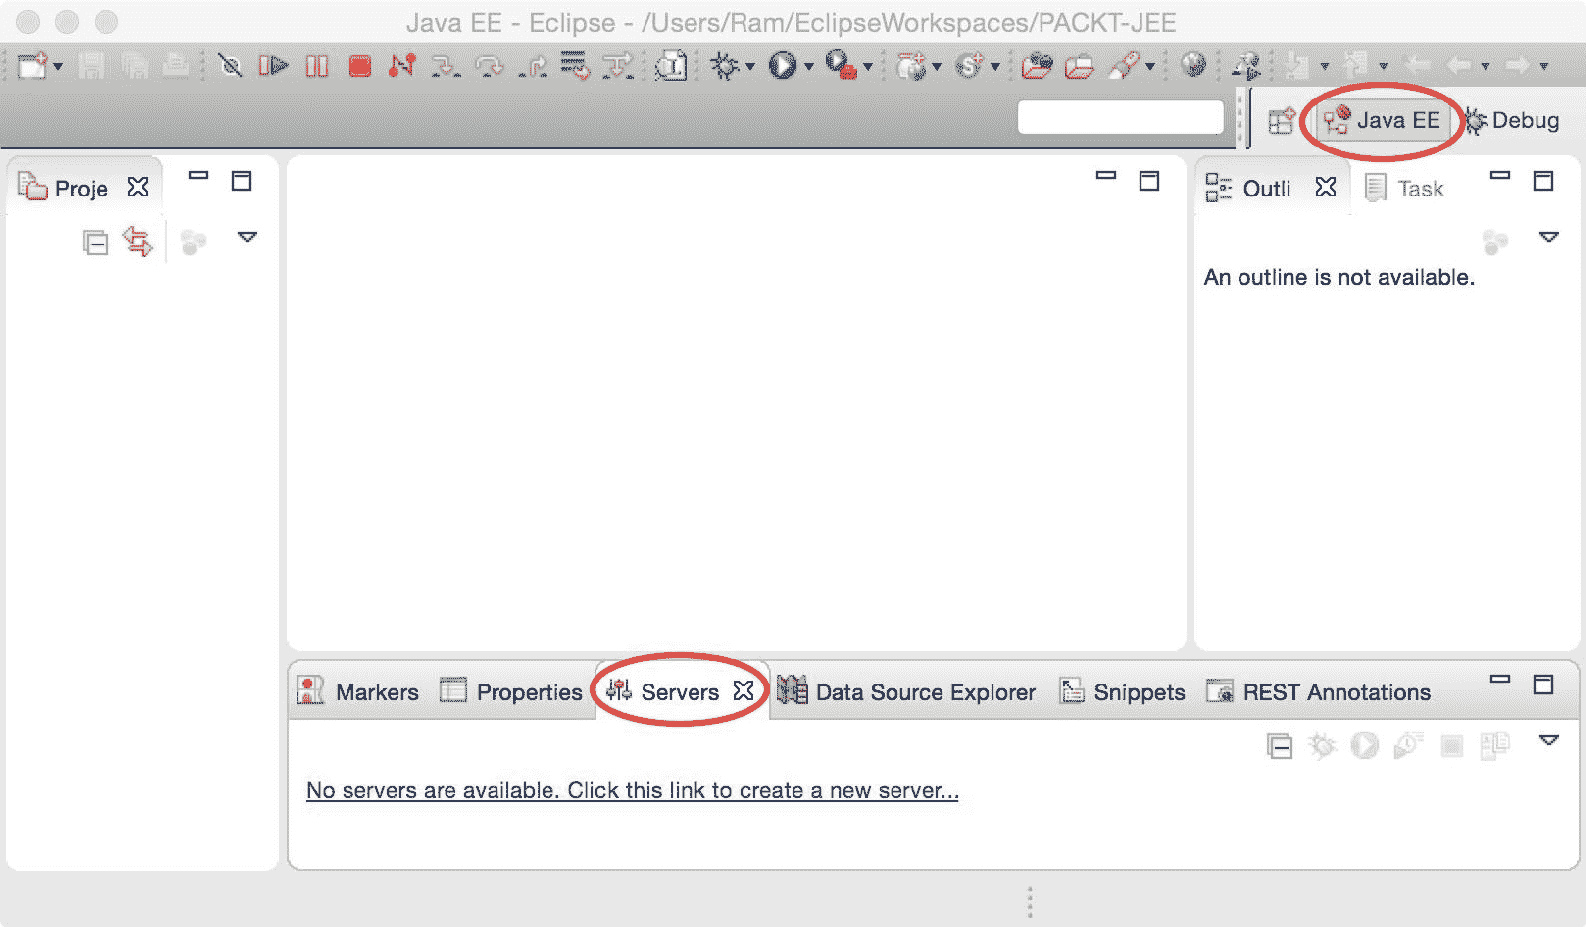 Java EE - Eclipse - /Users/Ram/EclipseWorkspaces/PACKT-JEE
Java EE
Debug
Proje
Outli
Task
An outline is not available.
Markers
Properties
Servers
Data Source Explorer
Snippets
REST Annotations
No servers are available. Click this link to create a new server...